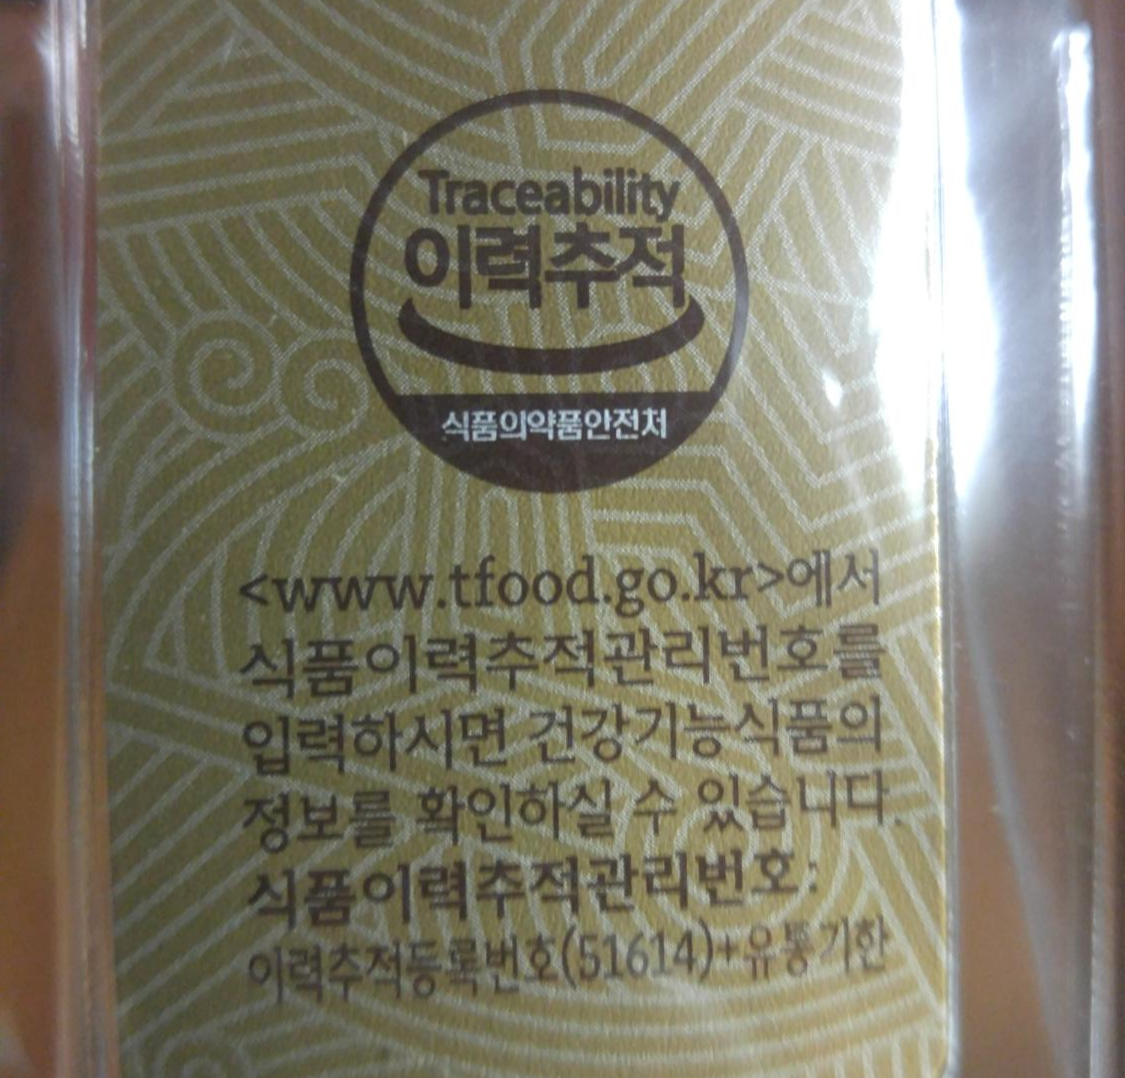 Traceability
이력추적
식품의약품안전처
<www.tfood.go.kr>에서
식품이력추적관리번호를
입력하시면 건강기능식품의
정보를 확인하실 수 있습니다.
식품이력추적관리번호:
이력추적등록번호(51614)+유통기한